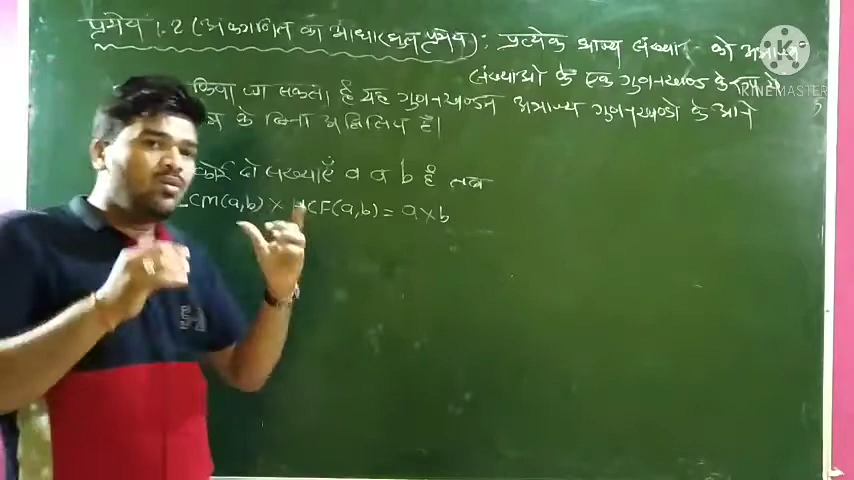 प्रमेय 1.2 (अंकगणित का आधारभूत प्रमेय): प्रत्येक भाज्य संख्या को अभाज्य
संख्याओ के एक गुणनखण्ड के रूप मे
किया जा सकता है यह गुणनखण्डन अभाज्य गुणनखण्डो के आने
के बिना अद्वितिय है।
कोई दो संख्याएँ a व b है तब
LCM(a,b) × HCF(a,b) = a×b
KINEMASTER